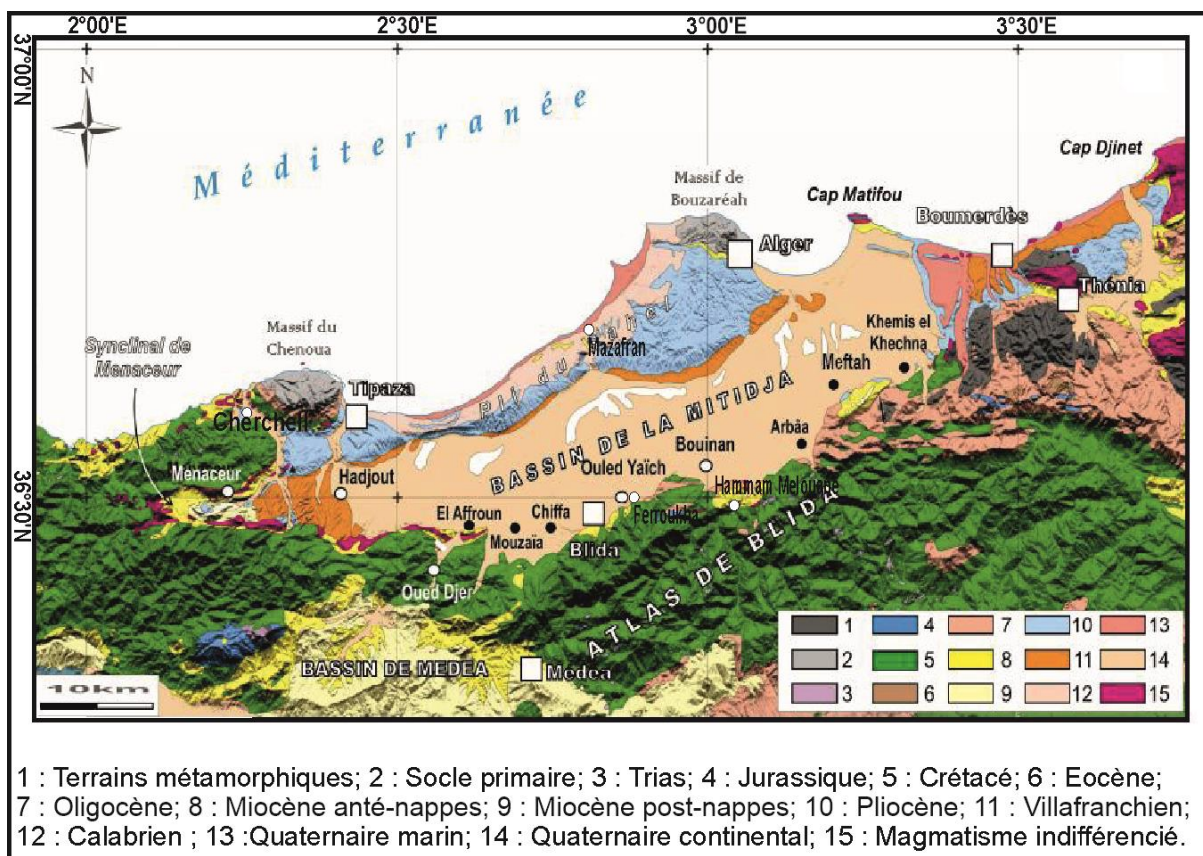 2°00'E 2°30'E 3°00'E 3°30'E
37°00'N
N
Méditerranée
Cap Djinet
Massif de
Bouzaréah
Cap Matifou
Boumerdès
Alger
Thénia
Massif du
Chenoua
Synclinal de
Menaceur
Pli du Sahel
Mazafran
Khemis el
Khechna
Meftah
Tipaza
Cherchell
BASSIN DE LA MITIDJA
Arbâa
Bouinan
Menaceur
Hadjout
Ouled Yaïch
36°30'N
Hammam Melouane
El Affroun
Chiffa
Ferroukha
Mouzaïa
Blida
Oued Djer
ATLAS DE BLIDA
BASSIN DE MEDEA
Médéa
10km
1 4 7 10 13
2 5 8 11 14
3 6 9 12 15
1 : Terrains métamorphiques; 2 : Socle primaire; 3 : Trias; 4 : Jurassique; 5 : Crétacé; 6 : Eocène;
7 : Oligocène; 8 : Miocène anté-nappes; 9 : Miocène post-nappes; 10 : Pliocène; 11 : Villafranchien;
12 : Calabrien ; 13 :Quaternaire marin; 14 : Quaternaire continental; 15 : Magmatisme indifférencié.